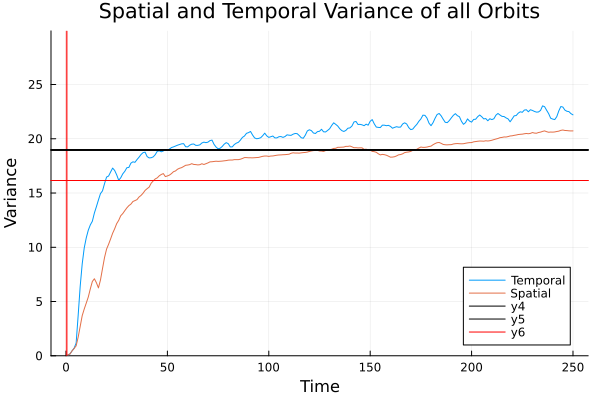 Spatial and Temporal Variance of all Orbits
Variance
25
20
15
10
5
0
0 50 100 150 200 250
Time
Temporal
Spatial
y4
y5
y6